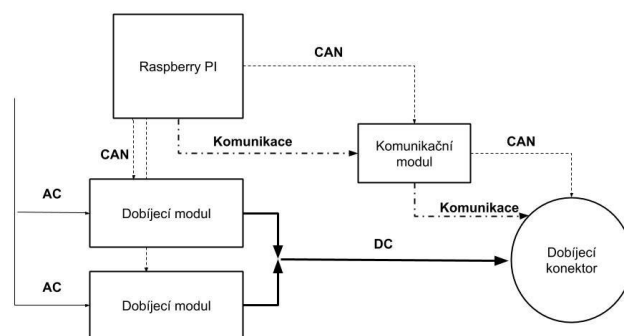 CAN
Raspberry PI
Komunikace
Komunikační
modul
CAN
CAN
AC
Dobíjecí modul
Komunikace
DC
Dobíjecí
konektor
AC
Dobíjecí modul